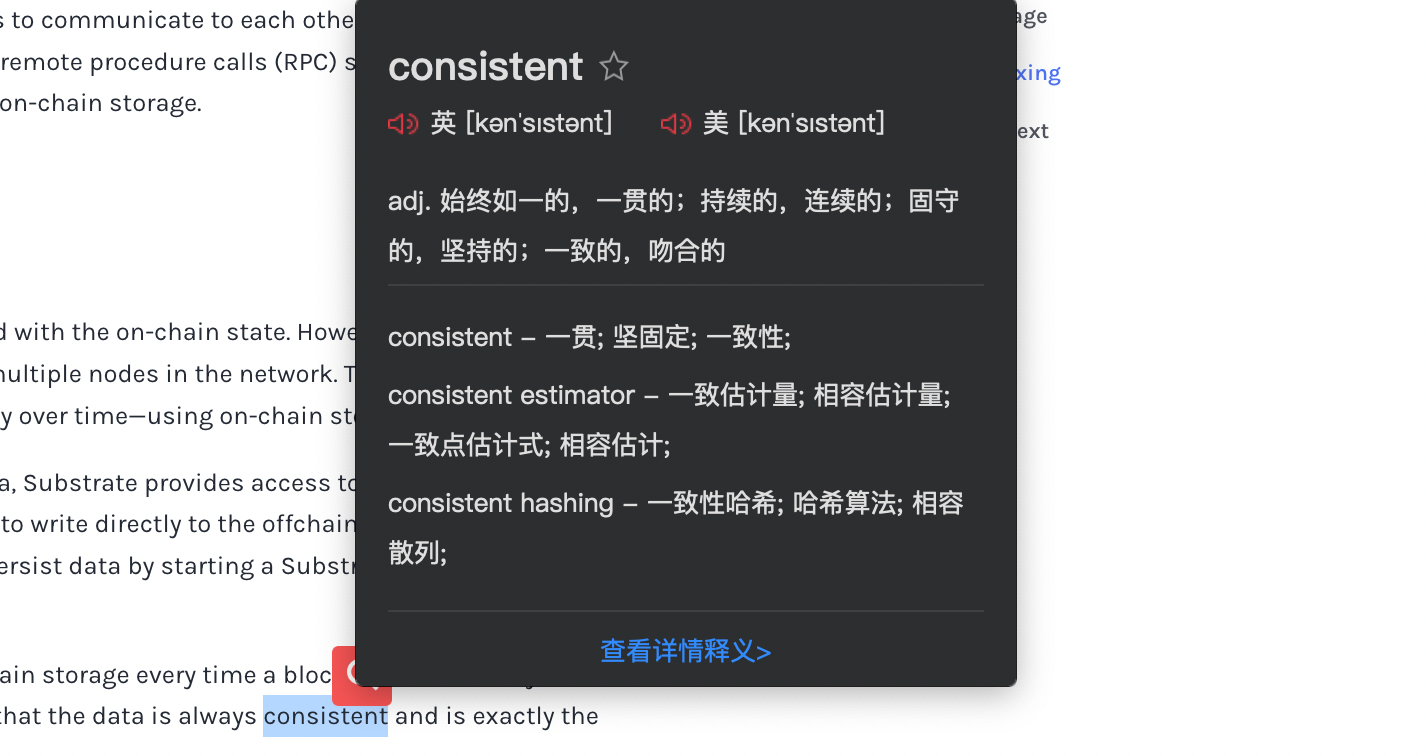 s to communicate to each othe
remote procedure calls (RPC) s
on-chain storage.
d with the on-chain state. Howe
multiple nodes in the network. T
y over time—using on-chain sto
a, Substrate provides access to
to write directly to the offchain
ersist data by starting a Substr
ain storage every time a bloc
that the data is always consistent and is exactly the
consistent
英 [kən'sɪstənt] 美 [kən'sɪstənt]
adj. 始终如一的，一贯的；持续的，连续的；固守
的，坚持的；一致的，吻合的
consistent – 一贯; 坚固定; 一致性;
consistent estimator – 一致估计量; 相容估计量;
一致点估计式; 相容估计;
consistent hashing – 一致性哈希; 哈希算法; 相容
散列;
查看详情释义>
age
xing
ext